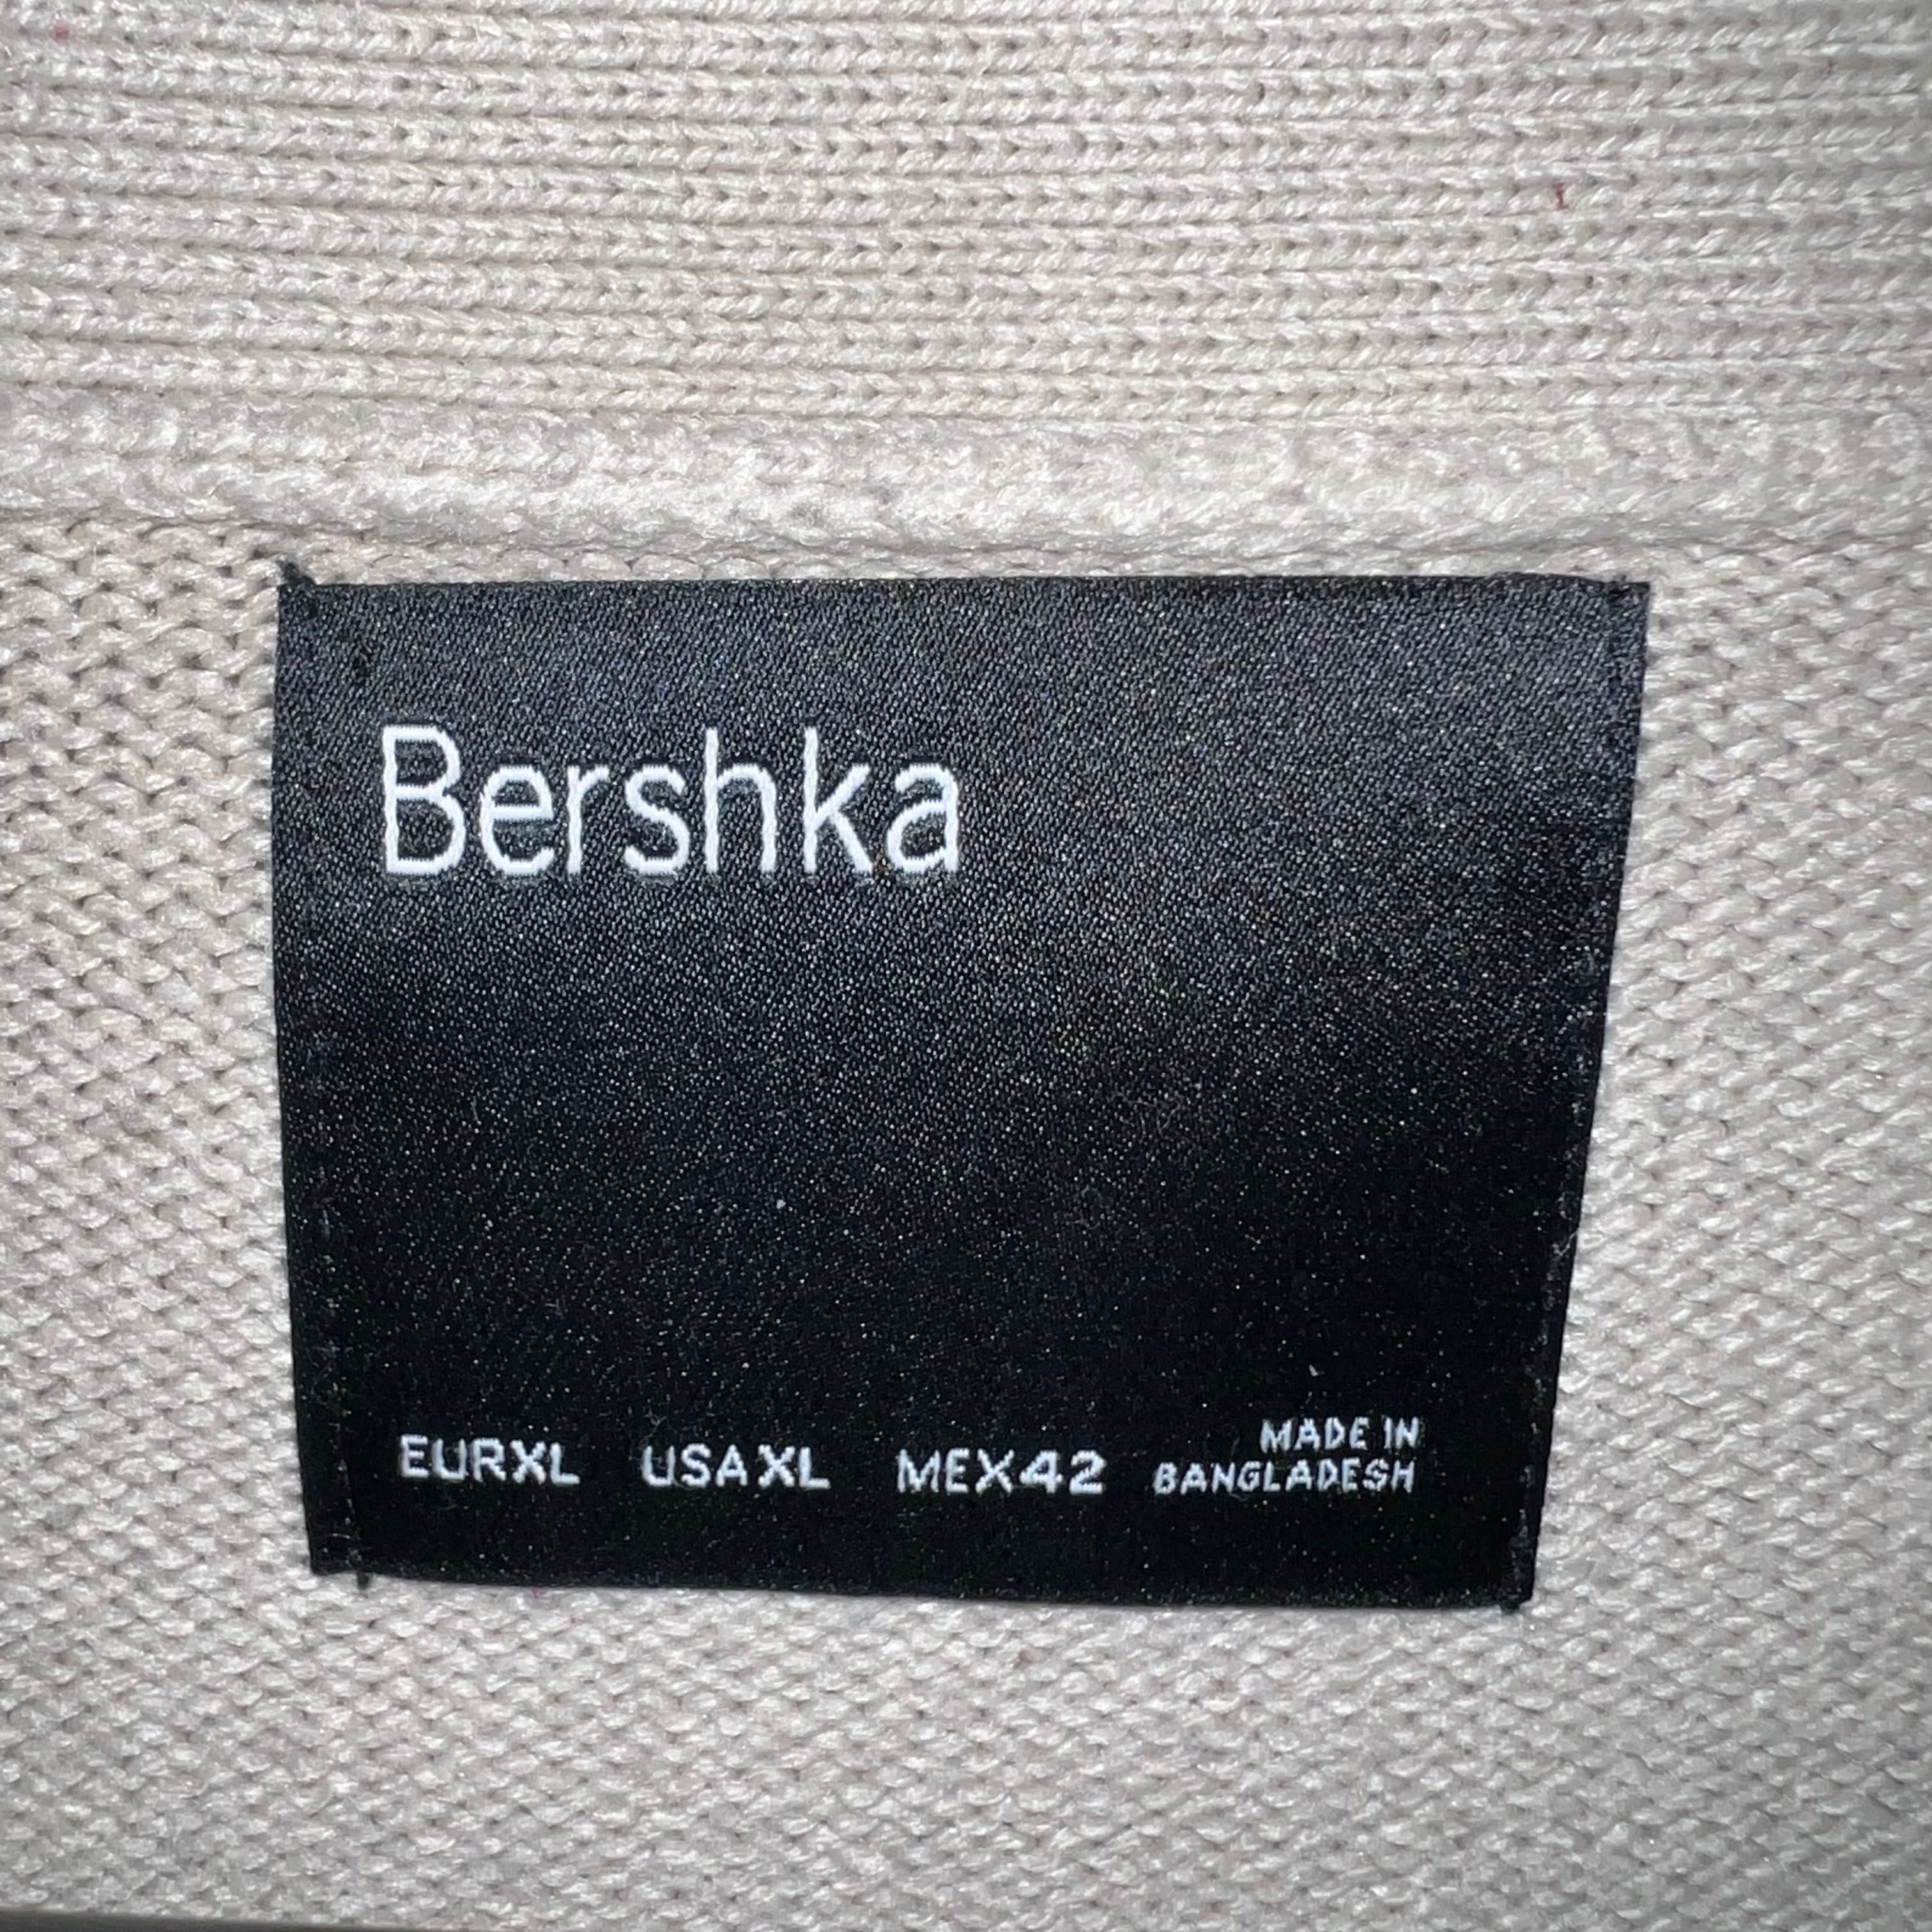 Bershka
EURXL USAXL MEX42 MADE IN
BANGLADESH